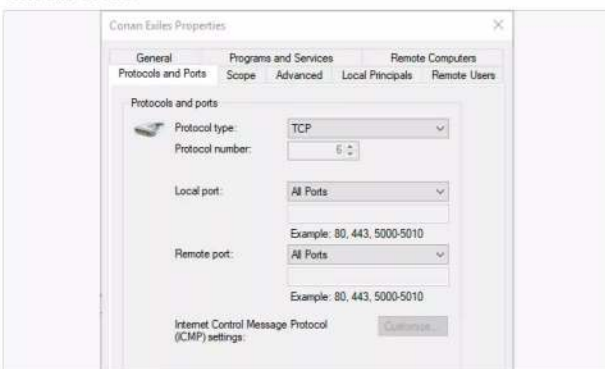 Conan Exiles Properties
General Programs and Services Remote Computers
Protocols and Ports Scope Advanced Local Principals Remote Users
Protocols and ports
Protocol type: TCP
Protocol number: 6
Local port: All Ports
Example: 80, 443, 5000-5010
Remote port: All Ports
Example: 80, 443, 5000-5010
Internet Control Message Protocol
(ICMP) settings: Customize...